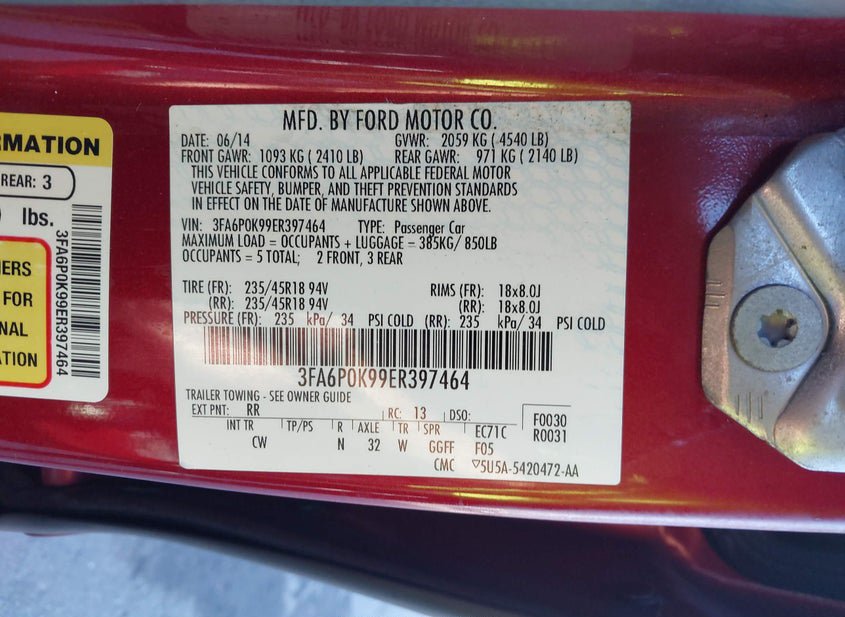 RMATION
REAR: 3
lbs.
3FA6P0K99ER397464
NERS
FOR
NAL
ATION
MFD. BY FORD MOTOR CO.
DATE: 06/14 GVWR: 2059 KG ( 4540 LB)
FRONT GAWR: 1093 KG ( 2410 LB) REAR GAWR: 971 KG ( 2140 LB)
THIS VEHICLE CONFORMS TO ALL APPLICABLE FEDERAL MOTOR
VEHICLE SAFETY, BUMPER, AND THEFT PREVENTION STANDARDS
IN EFFECT ON THE DATE OF MANUFACTURE SHOWN ABOVE.
VIN: 3FA6P0K99ER397464 TYPE: Passenger Car
MAXIMUM LOAD = OCCUPANTS + LUGGAGE = 385KG/ 850LB
OCCUPANTS = 5 TOTAL; 2 FRONT, 3 REAR
TIRE (FR): 235/45R18 94V RIMS (FR): 18x8.0J
(RR): 235/45R18 94V (RR): 18x8.0J
PRESSURE (FR): 235 kPa/ 34 PSI COLD (RR): 235 kPa/ 34 PSI COLD
3FA6P0K99ER397464
TRAILER TOWING - SEE OWNER GUIDE
EXT PNT: RR RC: 13 DSO: F0030
INT TR TP/PS R AXLE TR SPR EC71C R0031
CW N 32 W GGFF F05
CMC ▽5U5A-5420472-AA